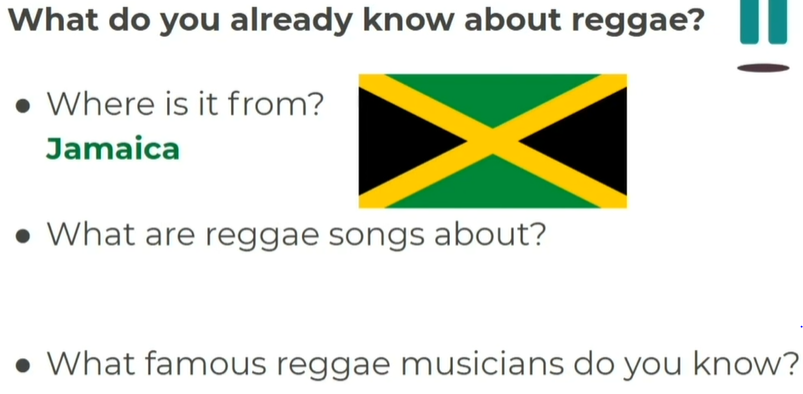 What do you already know about reggae?
● Where is it from?
Jamaica
● What are reggae songs about?
● What famous reggae musicians do you know?